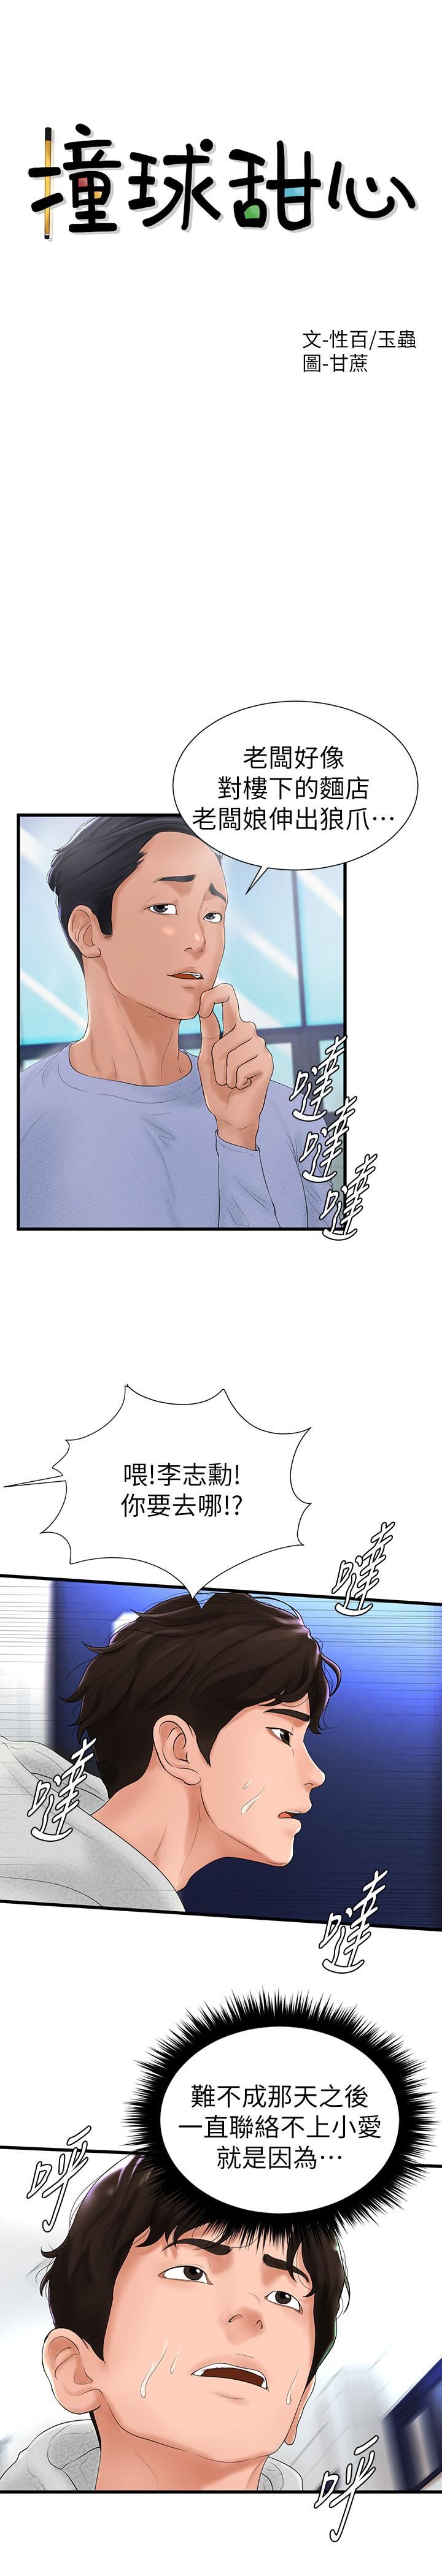 撞球甜心
文-性百/玉蟲
圖-甘蔗
老闆好像
對樓下的麵店
老闆娘伸出狼爪⋯
噠
噠
噠
喂!李志勳!
你要去哪!?
噠
噠
噠
難不成那天之後
一直聯絡不上小愛
就是因為⋯
呼
呼